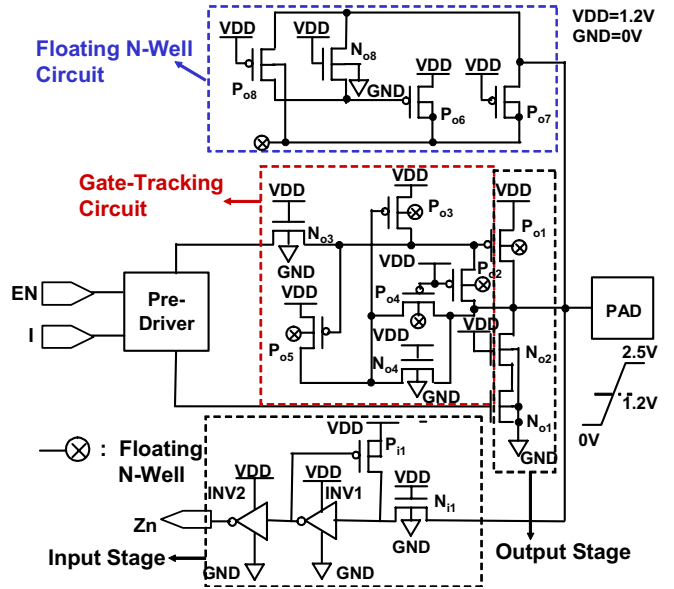 VDD=1.2V
GND=0V
Floating N-Well
Circuit
VDD
VDD
VDD
VDD
No8
GND
Po8
Po6
Po7
Gate-Tracking
Circuit
VDD
VDD
VDD
Po3
Po1
No3
GND
VDD
Po2
VDD
Po4
Po5
VDD
No4
GND
VDD
No2
No1
GND
EN
I
Pre-
Driver
PAD
2.5V
1.2V
0V
: Floating
N-Well
VDD
Pi1
VDD
VDD
VDD
INV2
INV1
Ni1
GND
Zn
GND
GND
Input Stage
Output Stage